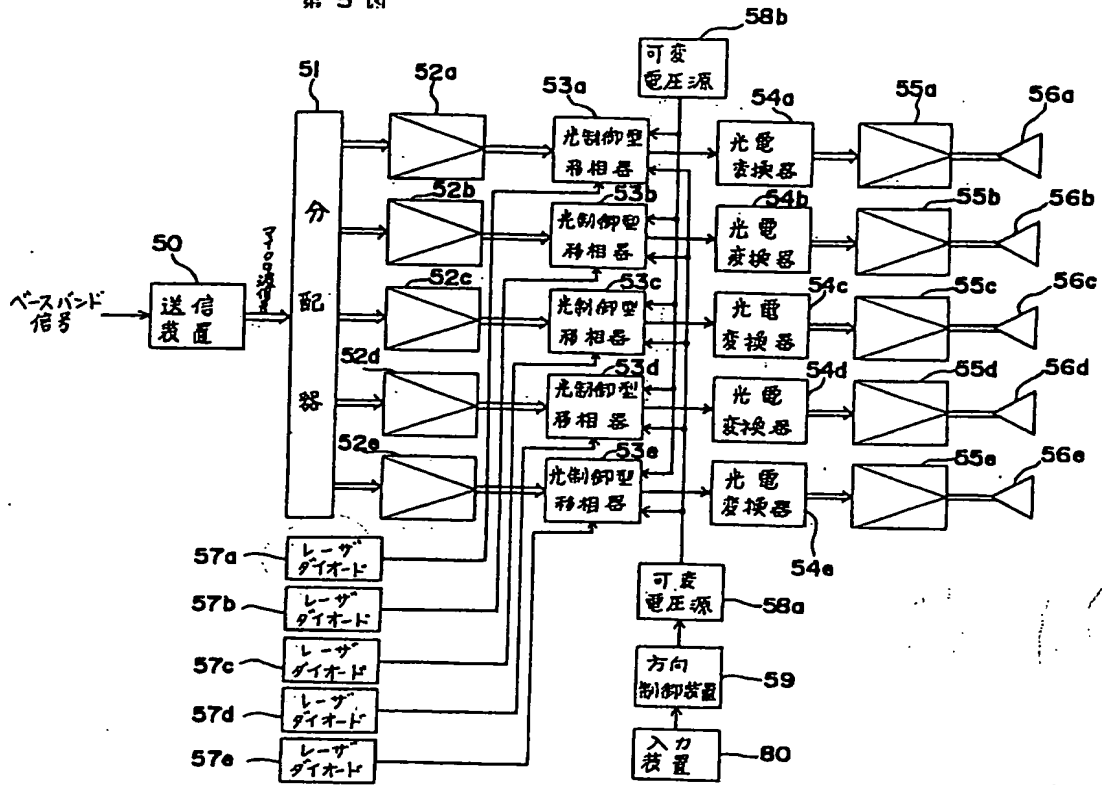 第5図
58b
可変
電圧源
51
52a
53a
54a
55a
56a
光制御型
移相器
光電
変換器
分配器
52b
53b
54b
55b
56b
光制御型
移相器
光電
変換器
50
マイクロ波信号
ベースバンド
信号
送信
装置
52c
53c
54c
55c
56c
光制御型
移相器
光電
変換器
52d
53d
54d
55d
56d
光制御型
移相器
光電
変換器
52e
53e
55e
56e
光制御型
移相器
光電
変換器
54e
57a
レーザ
ダイオード
57b
レーザ
ダイオード
57c
レーザ
ダイオード
57d
レーザ
ダイオード
57e
レーザ
ダイオード
可変
電圧源
58a
方向
制御装置
59
入力
装置
80